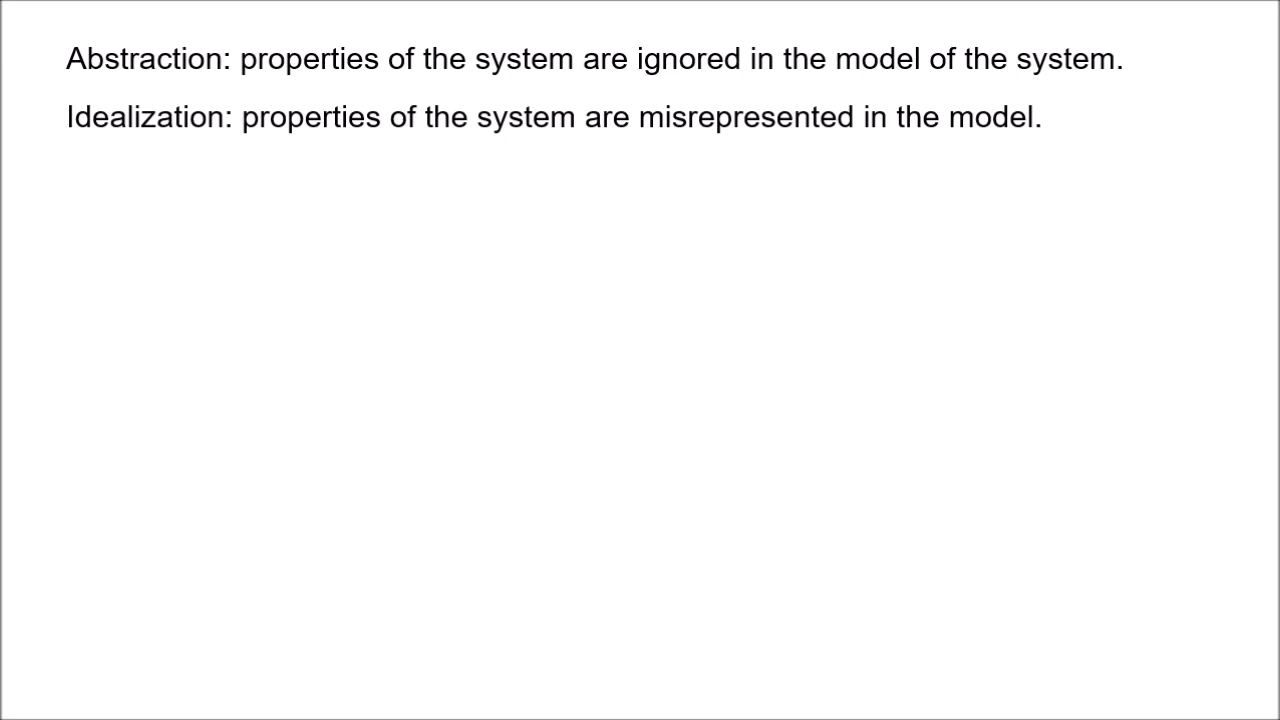 Abstraction: properties of the system are ignored in the model of the system.
Idealization: properties of the system are misrepresented in the model.